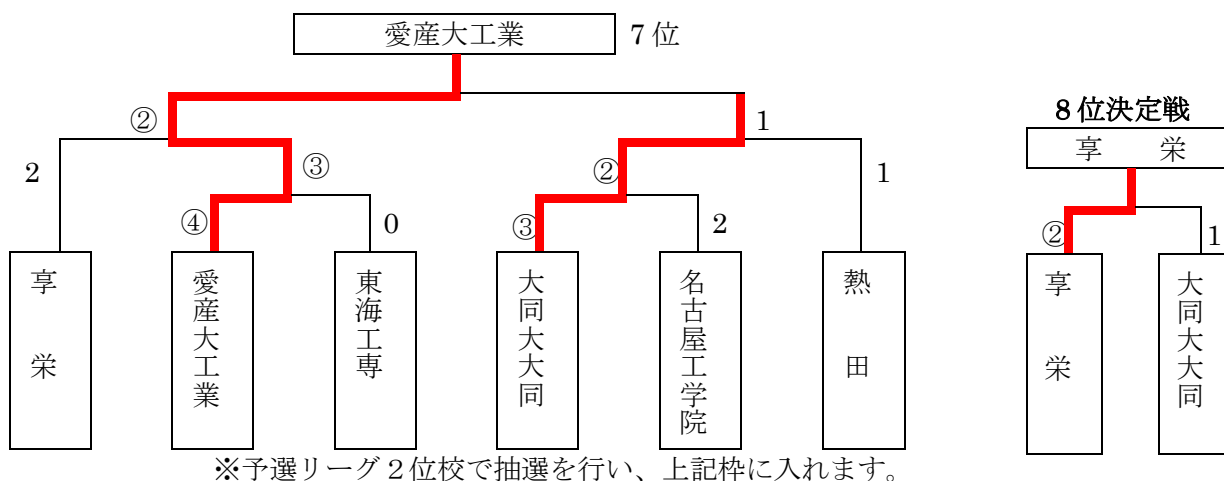 愛産大工業 7位
② 1 8位決定戦
享 栄
2 ③ ② 1
④ 0 ③ 2 ② 1
享栄
愛産大工業
東海工専
大同大大同
名古屋工学院
熱田
享栄
大同大大同
※予選リーグ2位校で抽選を行い、上記枠に入れます。